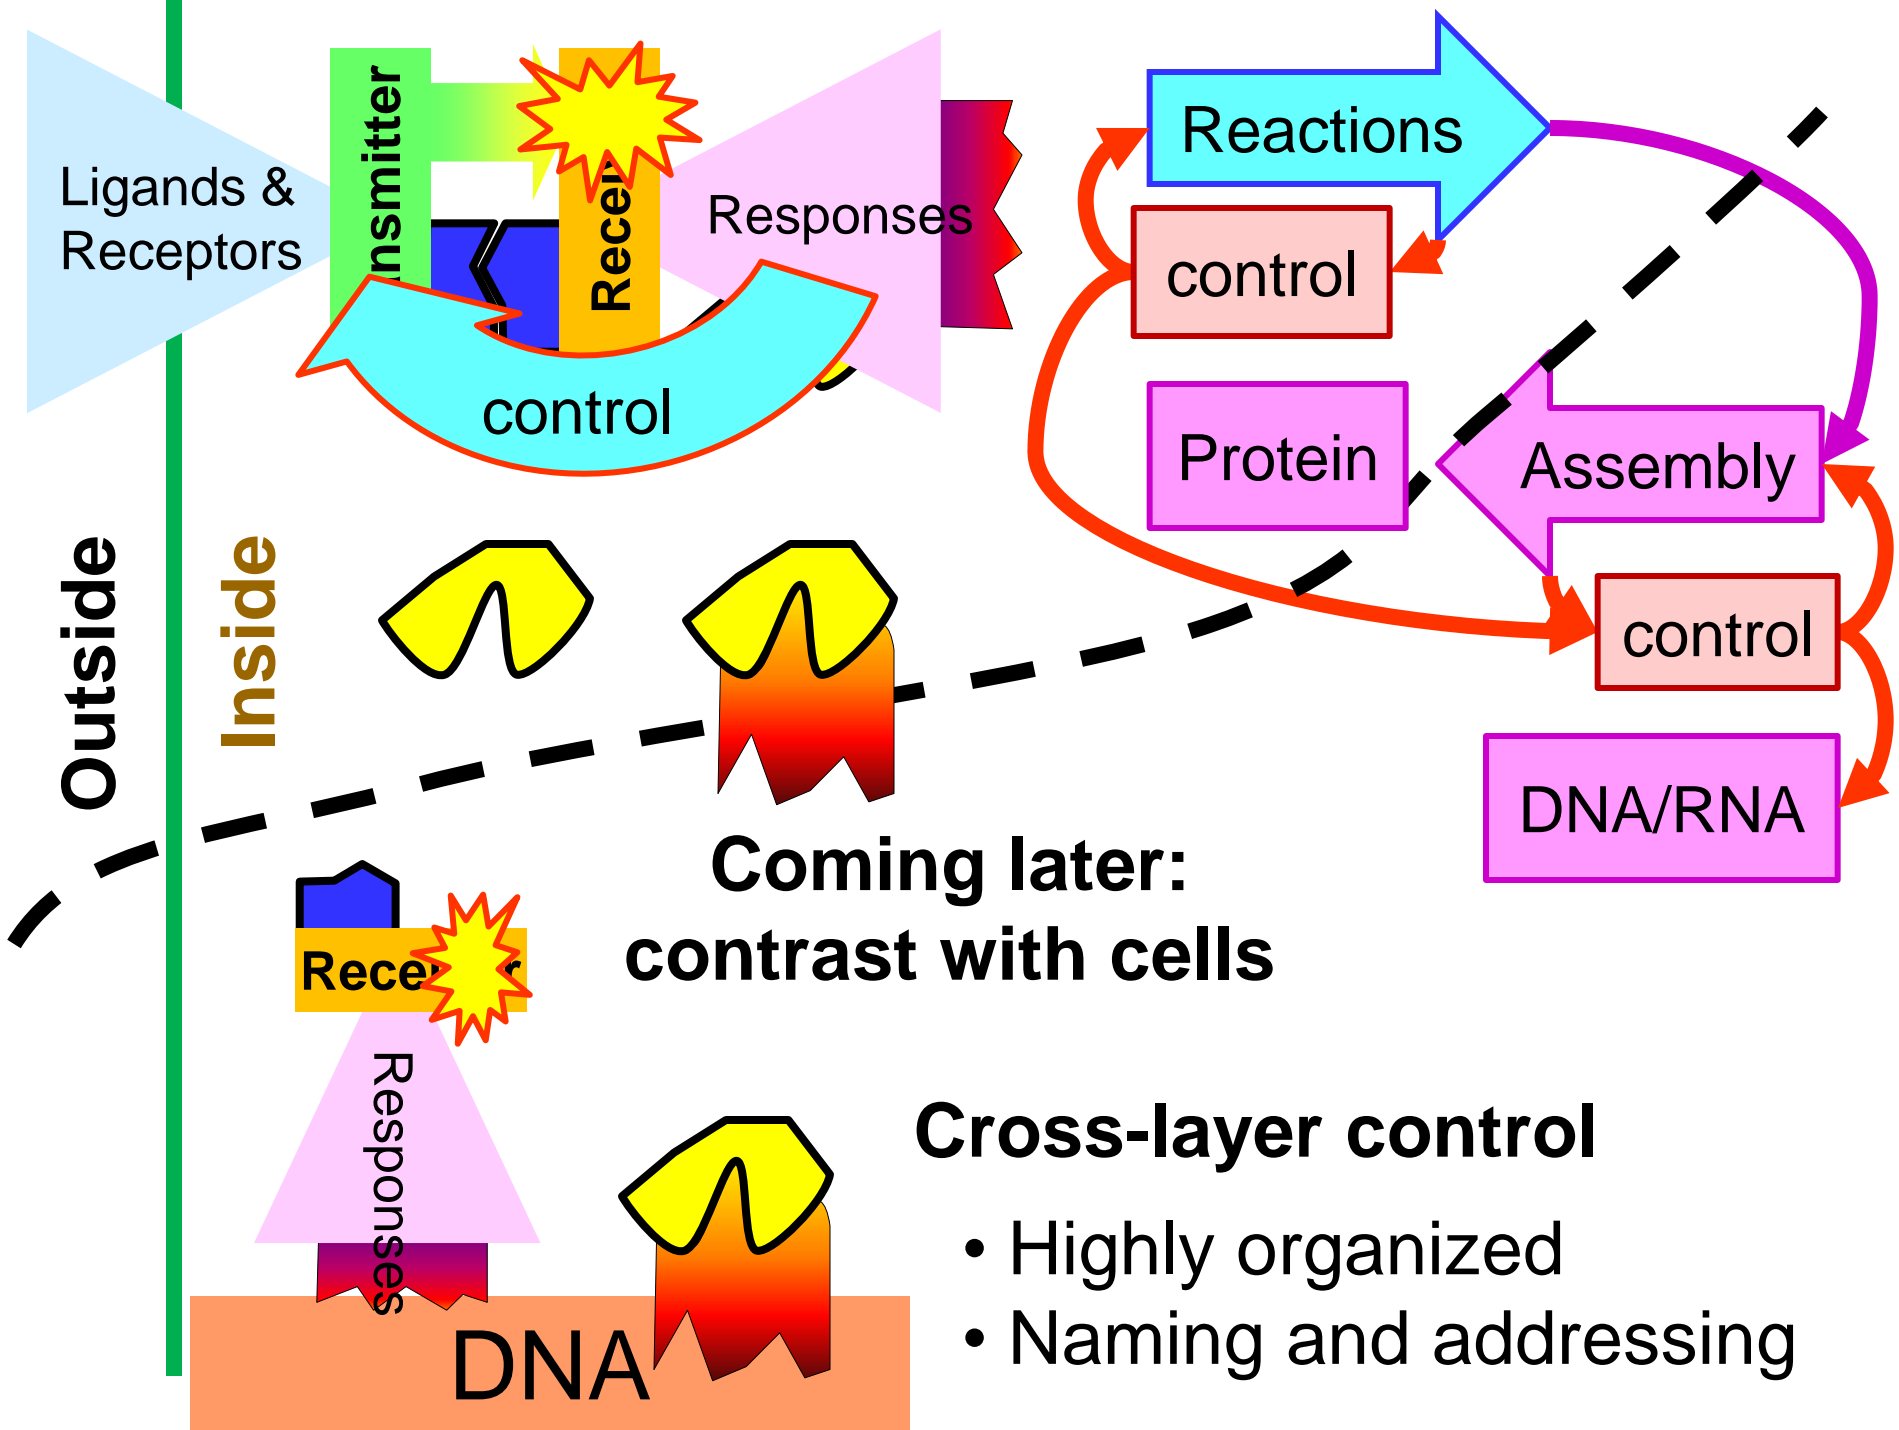 Ligands &
Receptors
nsmitter
Recei
Responses
control
Reactions
control
Protein
Assembly
control
DNA/RNA
Outside
Inside
Coming later:
contrast with cells
Rece
r
Responses
DNA
Cross-layer control
• Highly organized
• Naming and addressing